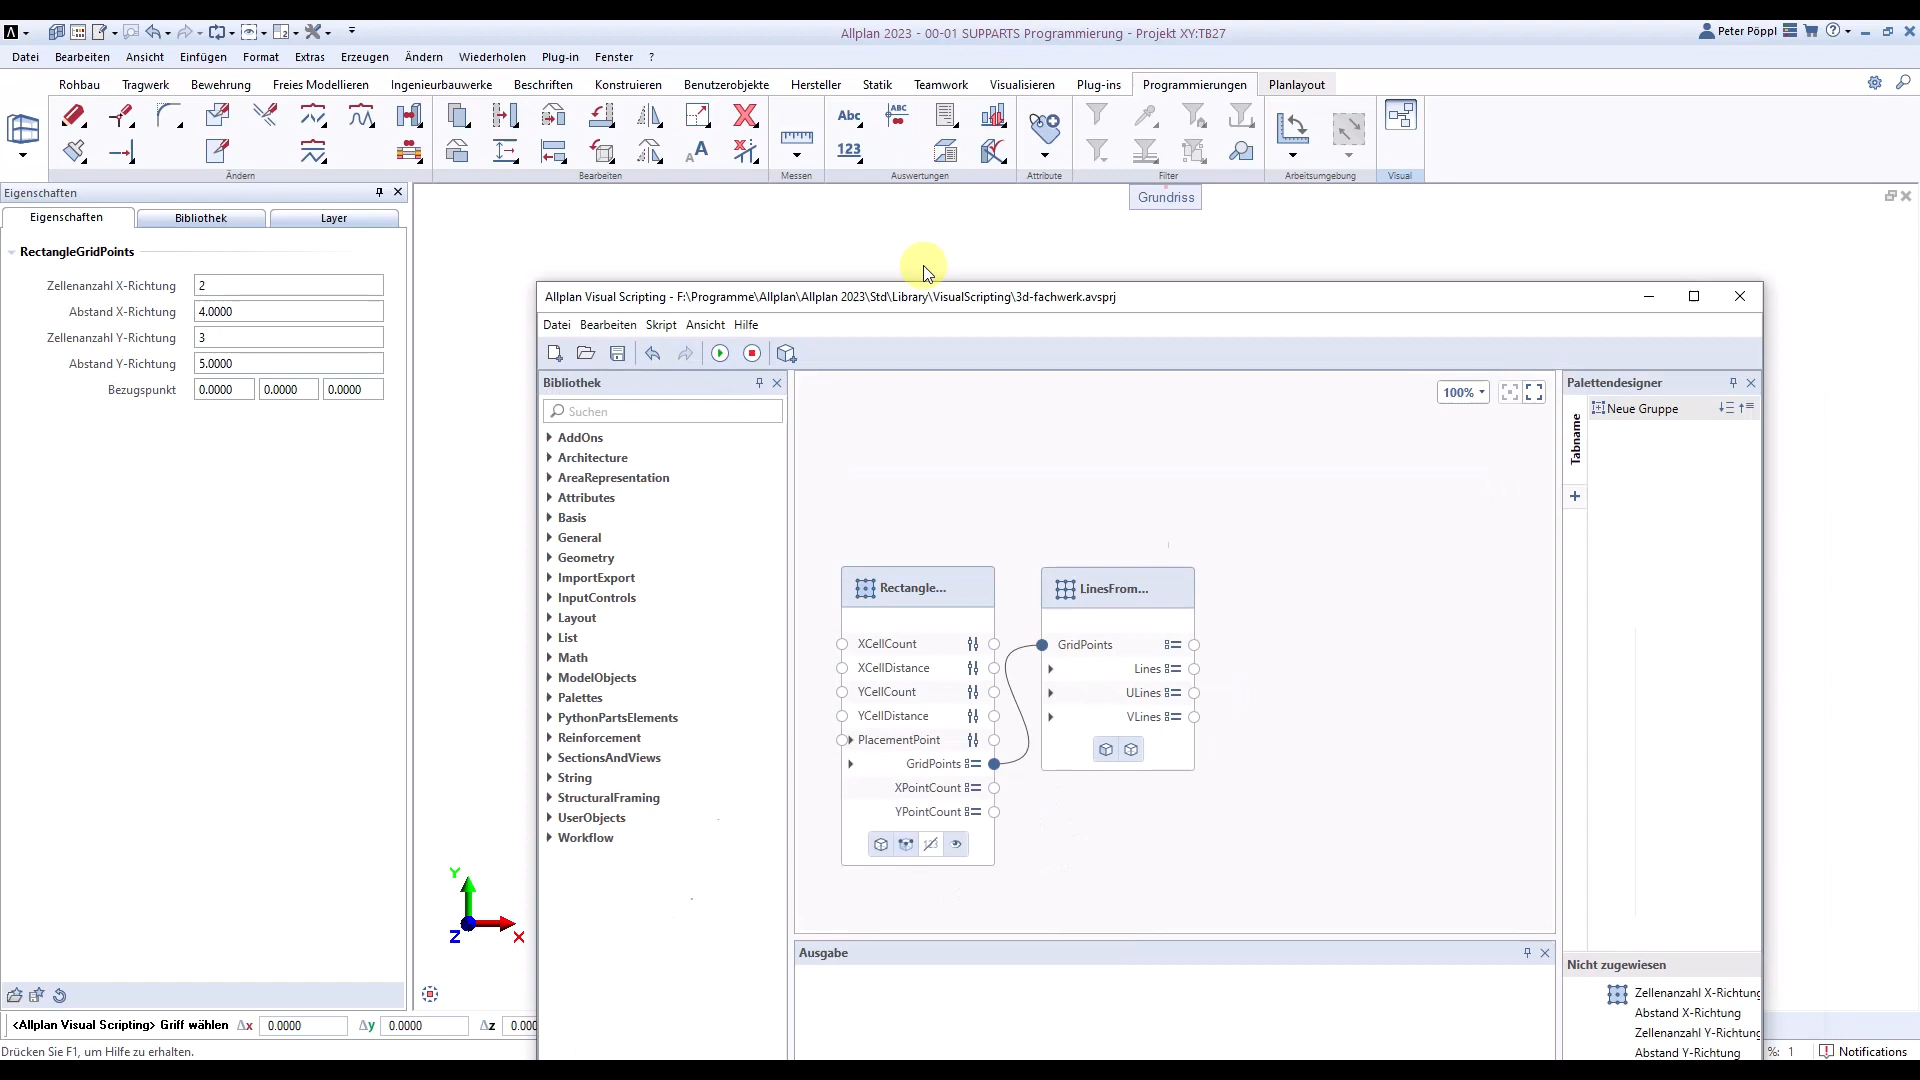 Allplan 2023 - 00-01 SUPPARTS Programmierung - Projekt XY:TB27
Peter Pöppl
Datei Bearbeiten Ansicht Einfügen Format Extras Erzeugen Ändern Wiederholen Plug-in Fenster ?
Rohbau Tragwerk Bewehrung Freies Modellieren Ingenieurbauwerke Beschriften Konstruieren Benutzerobjekte Hersteller Statik Teamwork Visualisieren Plug-ins Programmierungen Planlayout
Abc
ABC
123
A A
Ändern Bearbeiten Messen Auswertungen Attribute Filter Arbeitsumgebung Visual
Eigenschaften
Grundriss
Eigenschaften Bibliothek Layer
RectangleGridPoints
Zellenanzahl X-Richtung 2
Abstand X-Richtung 4.0000
Zellenanzahl Y-Richtung 3
Abstand Y-Richtung 5.0000
Bezugspunkt 0.0000 0.0000 0.0000
Allplan Visual Scripting - F:\Programme\Allplan\Allplan 2023\Std\Library\VisualScripting\3d-fachwerk.avsprj
Datei Bearbeiten Skript Ansicht Hilfe
Bibliothek
Suchen
AddOns
Architecture
AreaRepresentation
Attributes
Basis
General
Geometry
ImportExport
InputControls
Layout
List
Math
ModelObjects
Palettes
PythonPartsElements
Reinforcement
SectionsAndViews
String
StructuralFraming
UserObjects
Workflow
100%
Rectangle...
XCellCount
XCellDistance
YCellCount
YCellDistance
PlacementPoint
GridPoints
XPointCount
YPointCount
LinesFrom...
GridPoints
Lines
ULines
VLines
Ausgabe
Palettendesigner
Neue Gruppe
Tabname
+
Nicht zugewiesen
Zellenanzahl X-Richtung
Abstand X-Richtung
Zellenanzahl Y-Richtung
Abstand Y-Richtung
Y
Z
X
<Allplan Visual Scripting> Griff wählen Δx 0.0000 Δy 0.0000 Δz 0.000
Drücken Sie F1, um Hilfe zu erhalten.
%: 1 Notifications